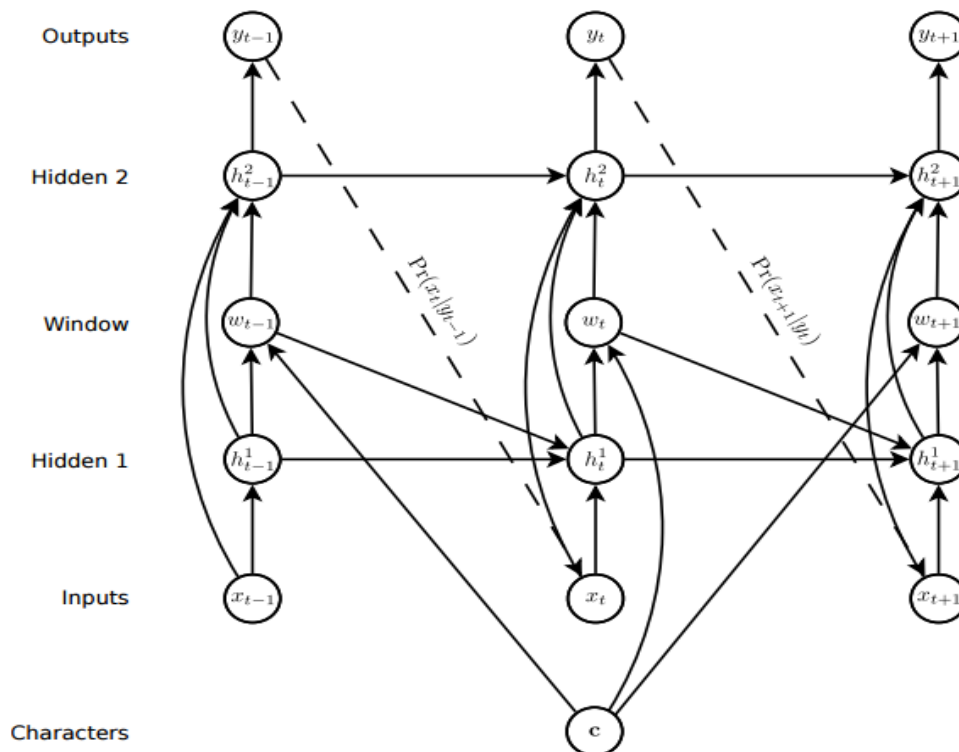 Outputs y_{t−1} y_t y_{t+1}
Hidden 2 h^2_{t−1} h^2_t h^2_{t+1}
Pr(x_t|y_{t−1}) Pr(x_{t+1}|y_t)
Window w_{t−1} w_t w_{t+1}
Hidden 1 h^1_{t−1} h^1_t h^1_{t+1}
Inputs x_{t−1} x_t x_{t+1}
Characters c